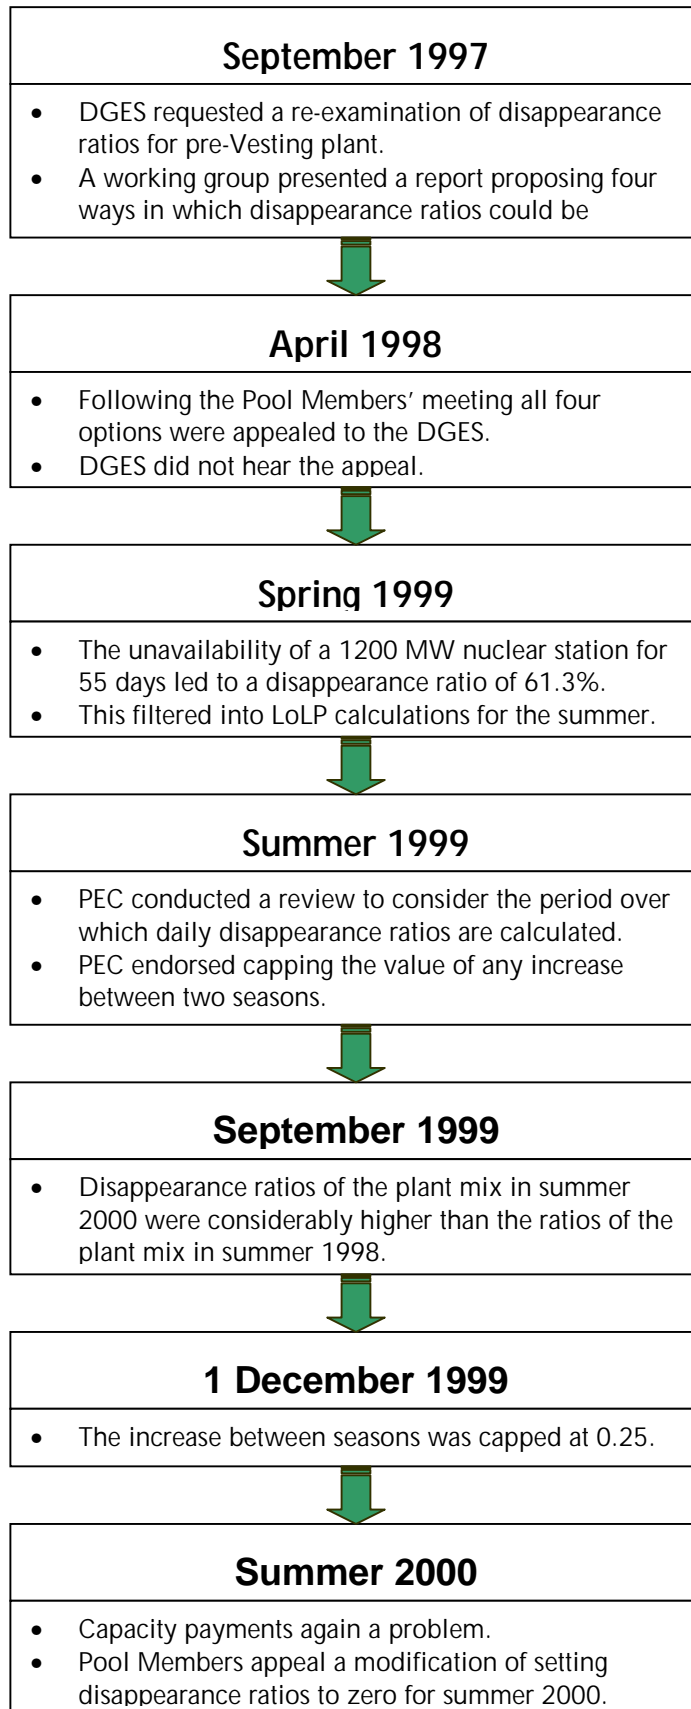 September 1997
• DGES requested a re-examination of disappearance
ratios for pre-Vesting plant.
• A working group presented a report proposing four
ways in which disappearance ratios could be
April 1998
• Following the Pool Members' meeting all four
options were appealed to the DGES.
• DGES did not hear the appeal.
Spring 1999
• The unavailability of a 1200 MW nuclear station for
55 days led to a disappearance ratio of 61.3%.
• This filtered into LoLP calculations for the summer.
Summer 1999
• PEC conducted a review to consider the period over
which daily disappearance ratios are calculated.
• PEC endorsed capping the value of any increase
between two seasons.
September 1999
• Disappearance ratios of the plant mix in summer
2000 were considerably higher than the ratios of the
plant mix in summer 1998.
1 December 1999
• The increase between seasons was capped at 0.25.
Summer 2000
• Capacity payments again a problem.
• Pool Members appeal a modification of setting
disappearance ratios to zero for summer 2000.